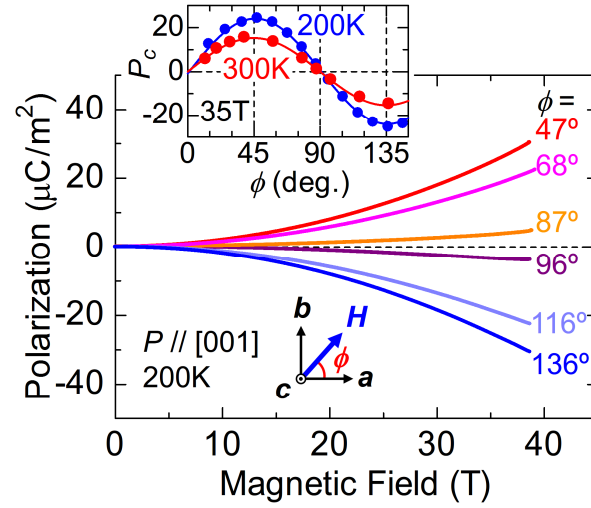 20
0
-20
P_c
200K
300K
35T
0 45 90 135
ϕ (deg.)
ϕ =
47º
68º
87º
96º
116º
136º
40
20
0
-20
-40
Polarization (μC/m²)
P // [001]
200K
b
H
ϕ
c
a
0 10 20 30 40
Magnetic Field (T)